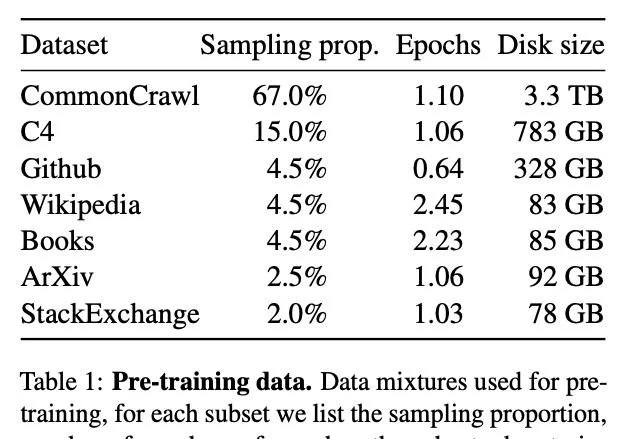 Dataset Sampling prop. Epochs Disk size
CommonCrawl 67.0% 1.10 3.3 TB
C4 15.0% 1.06 783 GB
Github 4.5% 0.64 328 GB
Wikipedia 4.5% 2.45 83 GB
Books 4.5% 2.23 85 GB
ArXiv 2.5% 1.06 92 GB
StackExchange 2.0% 1.03 78 GB
Table 1: Pre-training data. Data mixtures used for pre-
training, for each subset we list the sampling proportion,